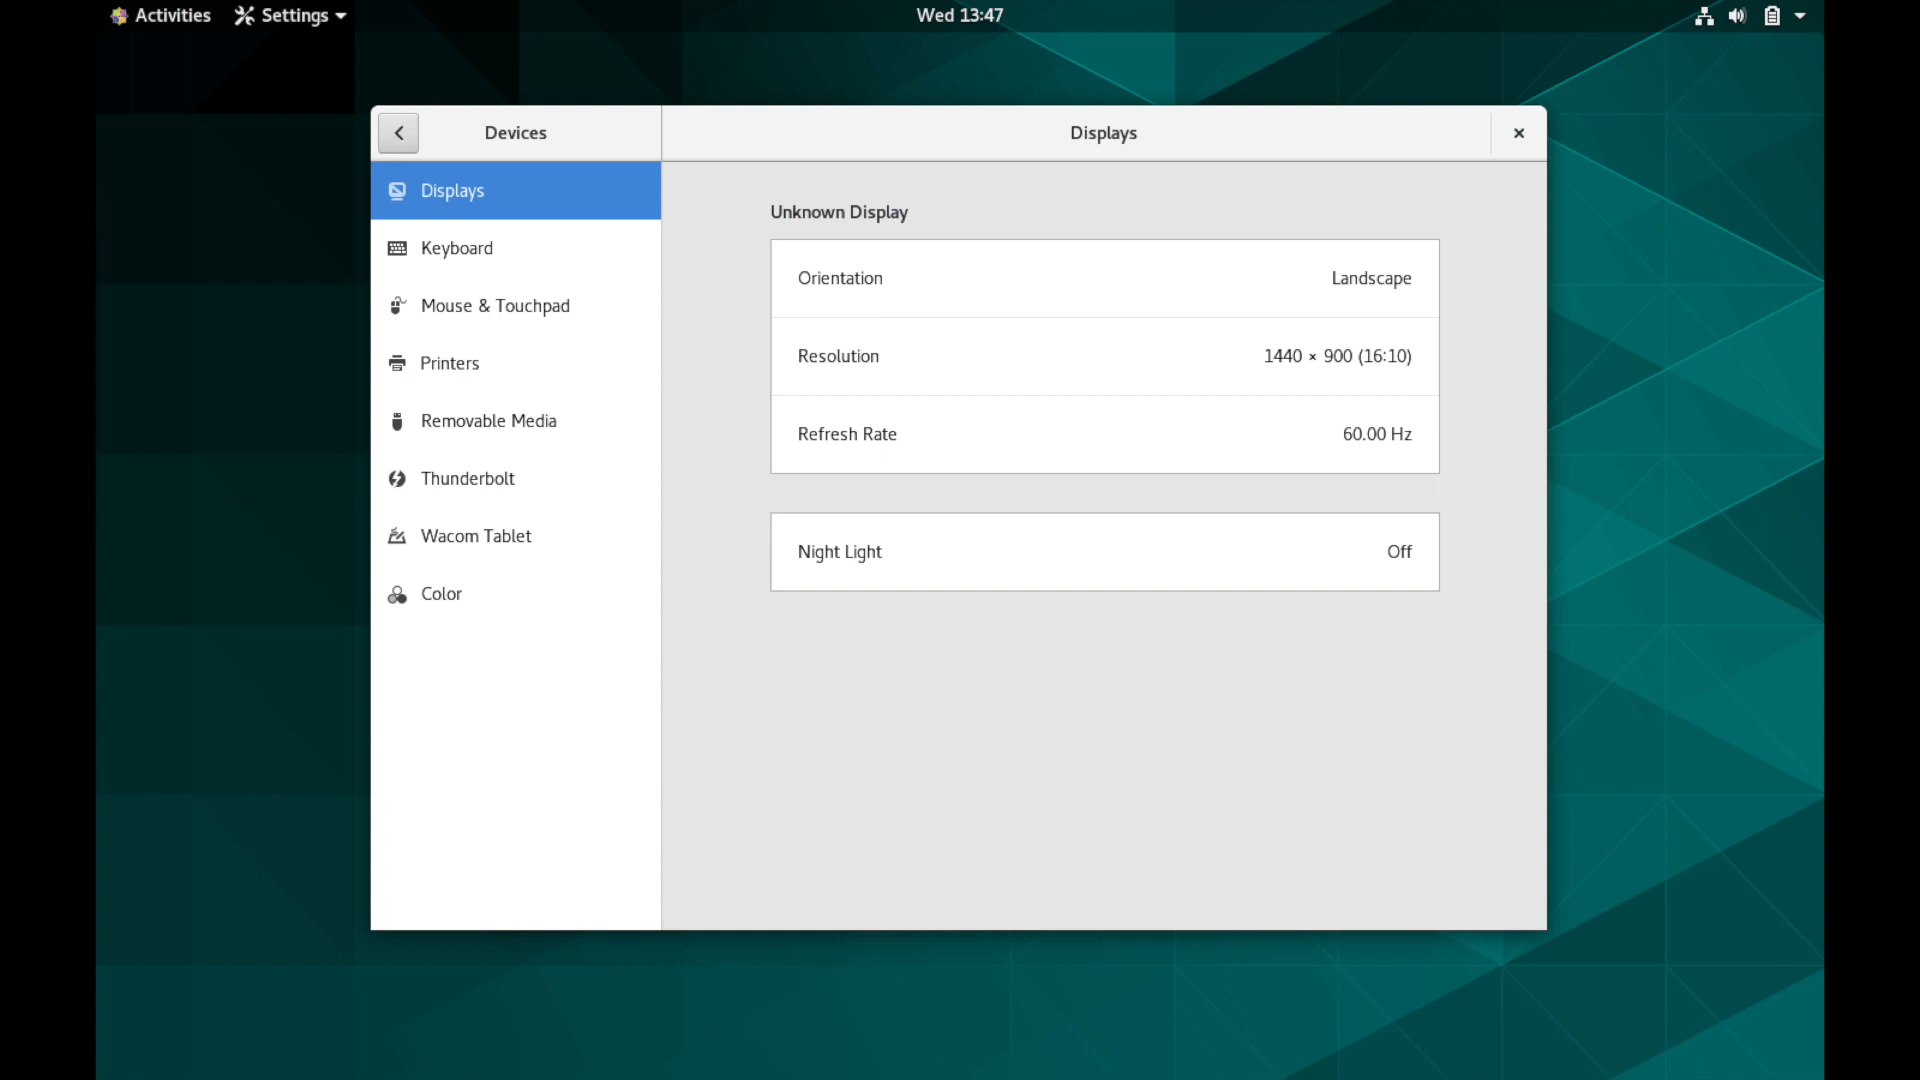 Activities Settings Wed 13:47
Devices Displays
Displays
Keyboard
Mouse & Touchpad
Printers
Removable Media
Thunderbolt
Wacom Tablet
Color
Unknown Display
Orientation Landscape
Resolution 1440 × 900 (16:10)
Refresh Rate 60.00 Hz
Night Light Off